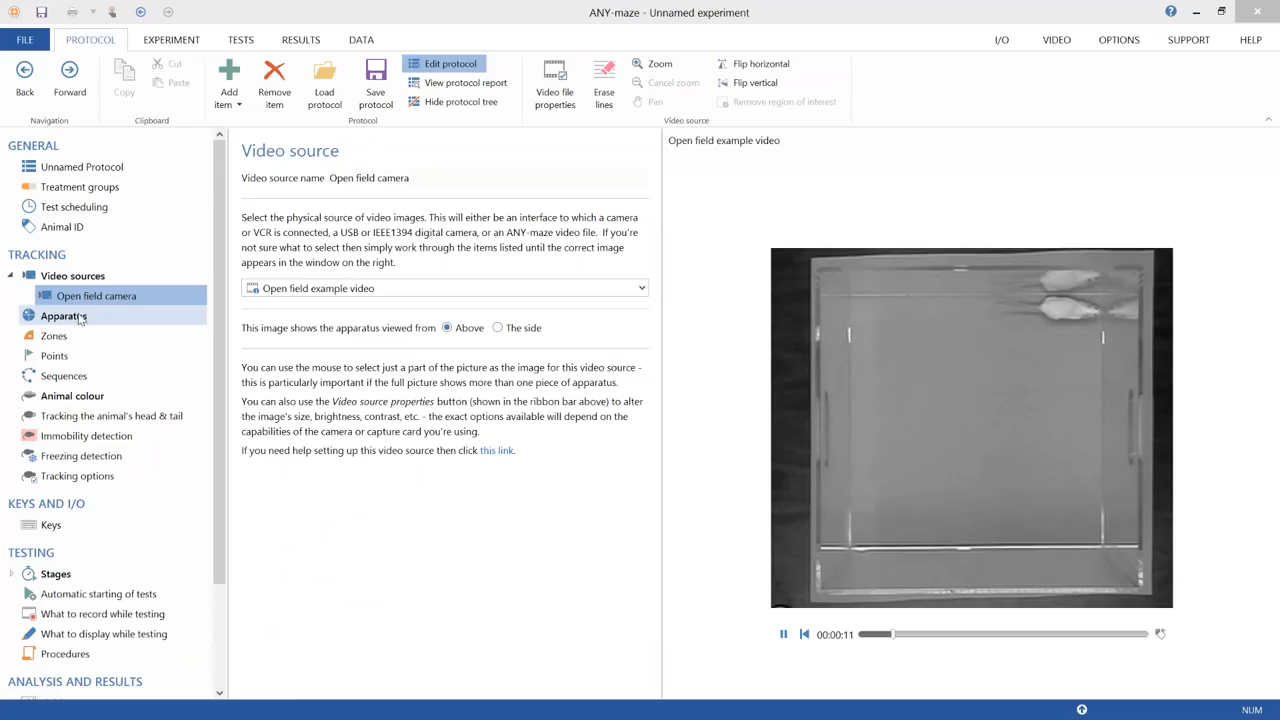 ANY-maze - Unnamed experiment
FILE PROTOCOL EXPERIMENT TESTS RESULTS DATA I/O VIDEO OPTIONS SUPPORT HELP
Back
Forward
Navigation
Copy
Cut
Paste
Clipboard
Add item
Remove item
Load protocol
Save protocol
Edit protocol
View protocol report
Hide protocol tree
Protocol
Video file properties
Erase lines
Zoom
Cancel zoom
Pan
Flip horizontal
Flip vertical
Remove region of interest
Video source
GENERAL
Unnamed Protocol
Treatment groups
Test scheduling
Animal ID
TRACKING
Video sources
Open field camera
Apparatus
Zones
Points
Sequences
Animal colour
Tracking the animal's head & tail
Immobility detection
Freezing detection
Tracking options
KEYS AND I/O
Keys
TESTING
Stages
Automatic starting of tests
What to record while testing
What to display while testing
Procedures
ANALYSIS AND RESULTS
Video source
Video source name Open field camera
Select the physical source of video images. This will either be an interface to which a camera
or VCR is connected, a USB or IEEE1394 digital camera, or an ANY-maze video file. If you're
not sure what to select then simply work through the items listed until the correct image
appears in the window on the right.
Open field example video
This image shows the apparatus viewed from Above The side
You can use the mouse to select just a part of the picture as the image for this video source -
this is particularly important if the full picture shows more than one piece of apparatus.
You can also use the Video source properties button (shown in the ribbon bar above) to alter
the image's size, brightness, contrast, etc. - the exact options available will depend on the
capabilities of the camera or capture card you're using.
If you need help setting up this video source then click this link.
Open field example video
00:00:11
NUM